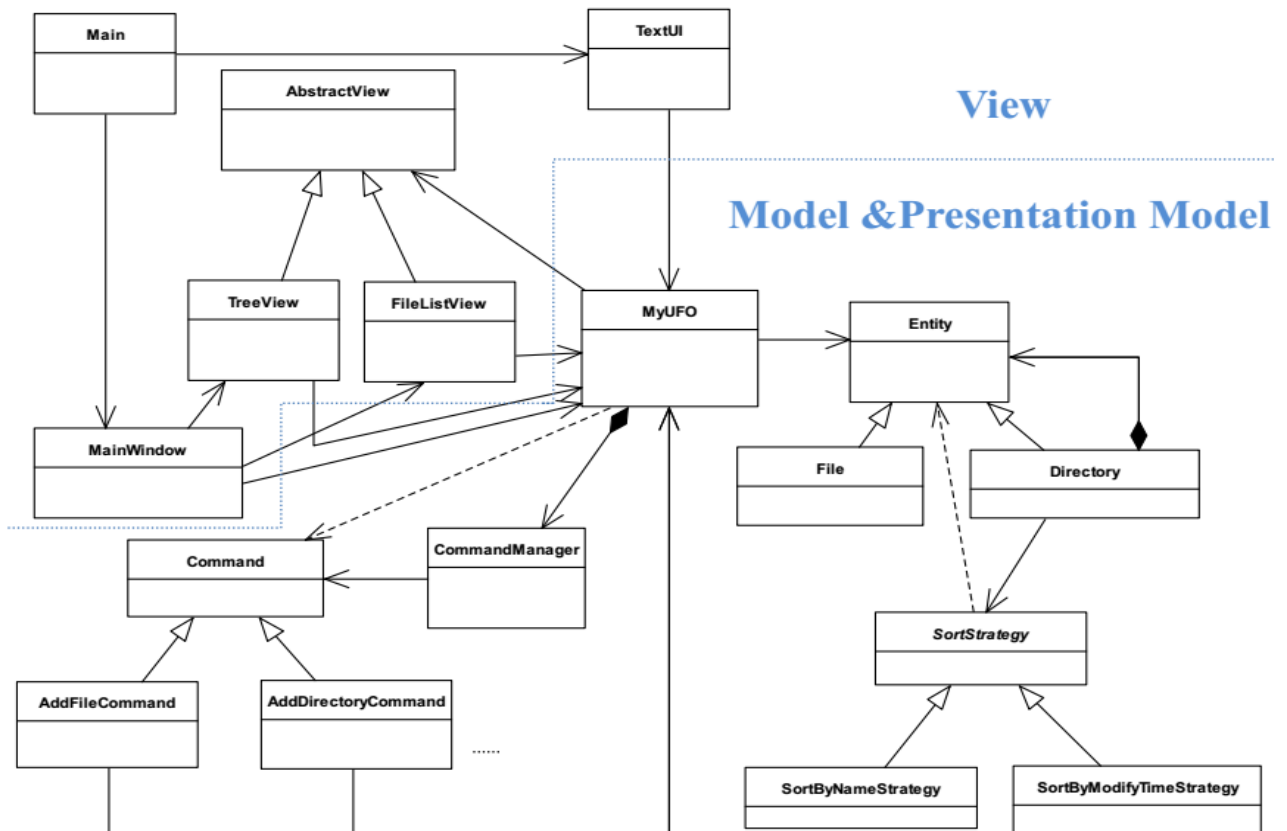 Main
TextUI
AbstractView
View
Model &Presentation Model
TreeView
FileListView
MyUFO
Entity
MainWindow
File
Directory
Command
CommandManager
SortStrategy
AddFileCommand
AddDirectoryCommand
......
SortByNameStrategy
SortByModifyTimeStrategy